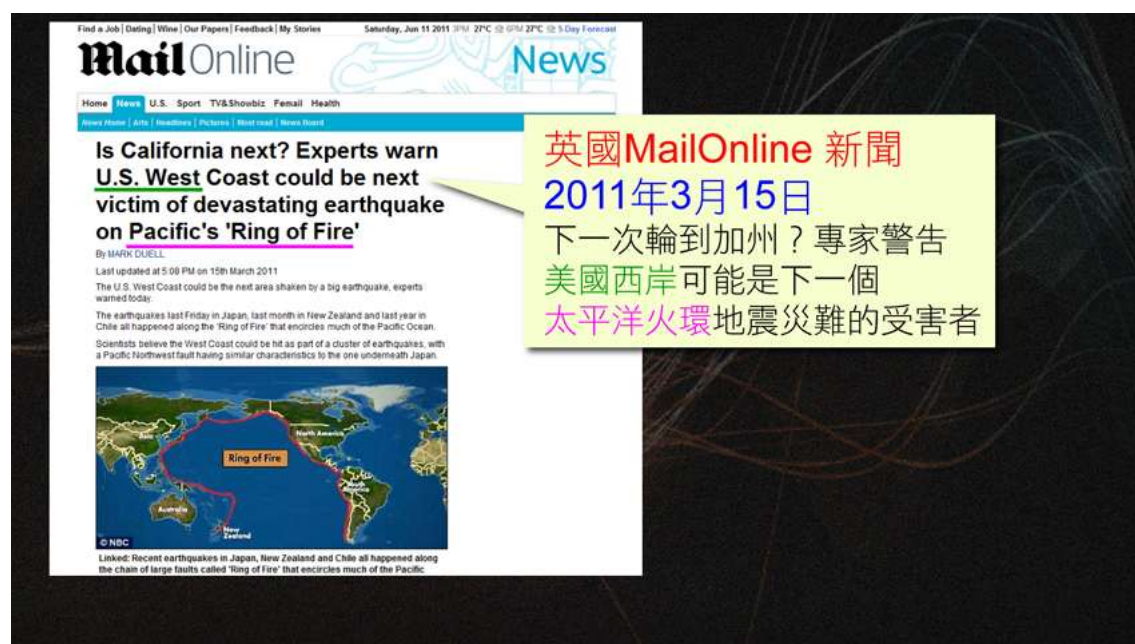 Find a Job | Dating | Wine | Our Papers | Feedback | My Stories Saturday, Jun 11 2011 3PM 27°C 6PM 27°C 5-Day Forecast
Mail Online News
Home News U.S. Sport TV&Showbiz Femail Health
News Home | Arts | Headlines | Pictures | Most read | News Board
Is California next? Experts warn
U.S. West Coast could be next
victim of devastating earthquake
on Pacific's 'Ring of Fire'
By MARK DUELL
Last updated at 5:08 PM on 15th March 2011
The U.S. West Coast could be the next area shaken by a big earthquake, experts
warned today.
The earthquakes last Friday in Japan, last month in New Zealand and last year in
Chile all happened along the 'Ring of Fire' that encircles much of the Pacific Ocean.
Scientists believe the West Coast could be hit as part of a cluster of earthquakes, with
a Pacific Northwest fault having similar characteristics to the one underneath Japan.
Asia
North America
Ring of Fire
South
America
Australia
New
Zealand
© NBC
Linked: Recent earthquakes in Japan, New Zealand and Chile all happened along
the chain of large faults called 'Ring of Fire' that encircles much of the Pacific
英國MailOnline 新聞
2011年3月15日
下一次輪到加州？專家警告
美國西岸可能是下一個
太平洋火環地震災難的受害者